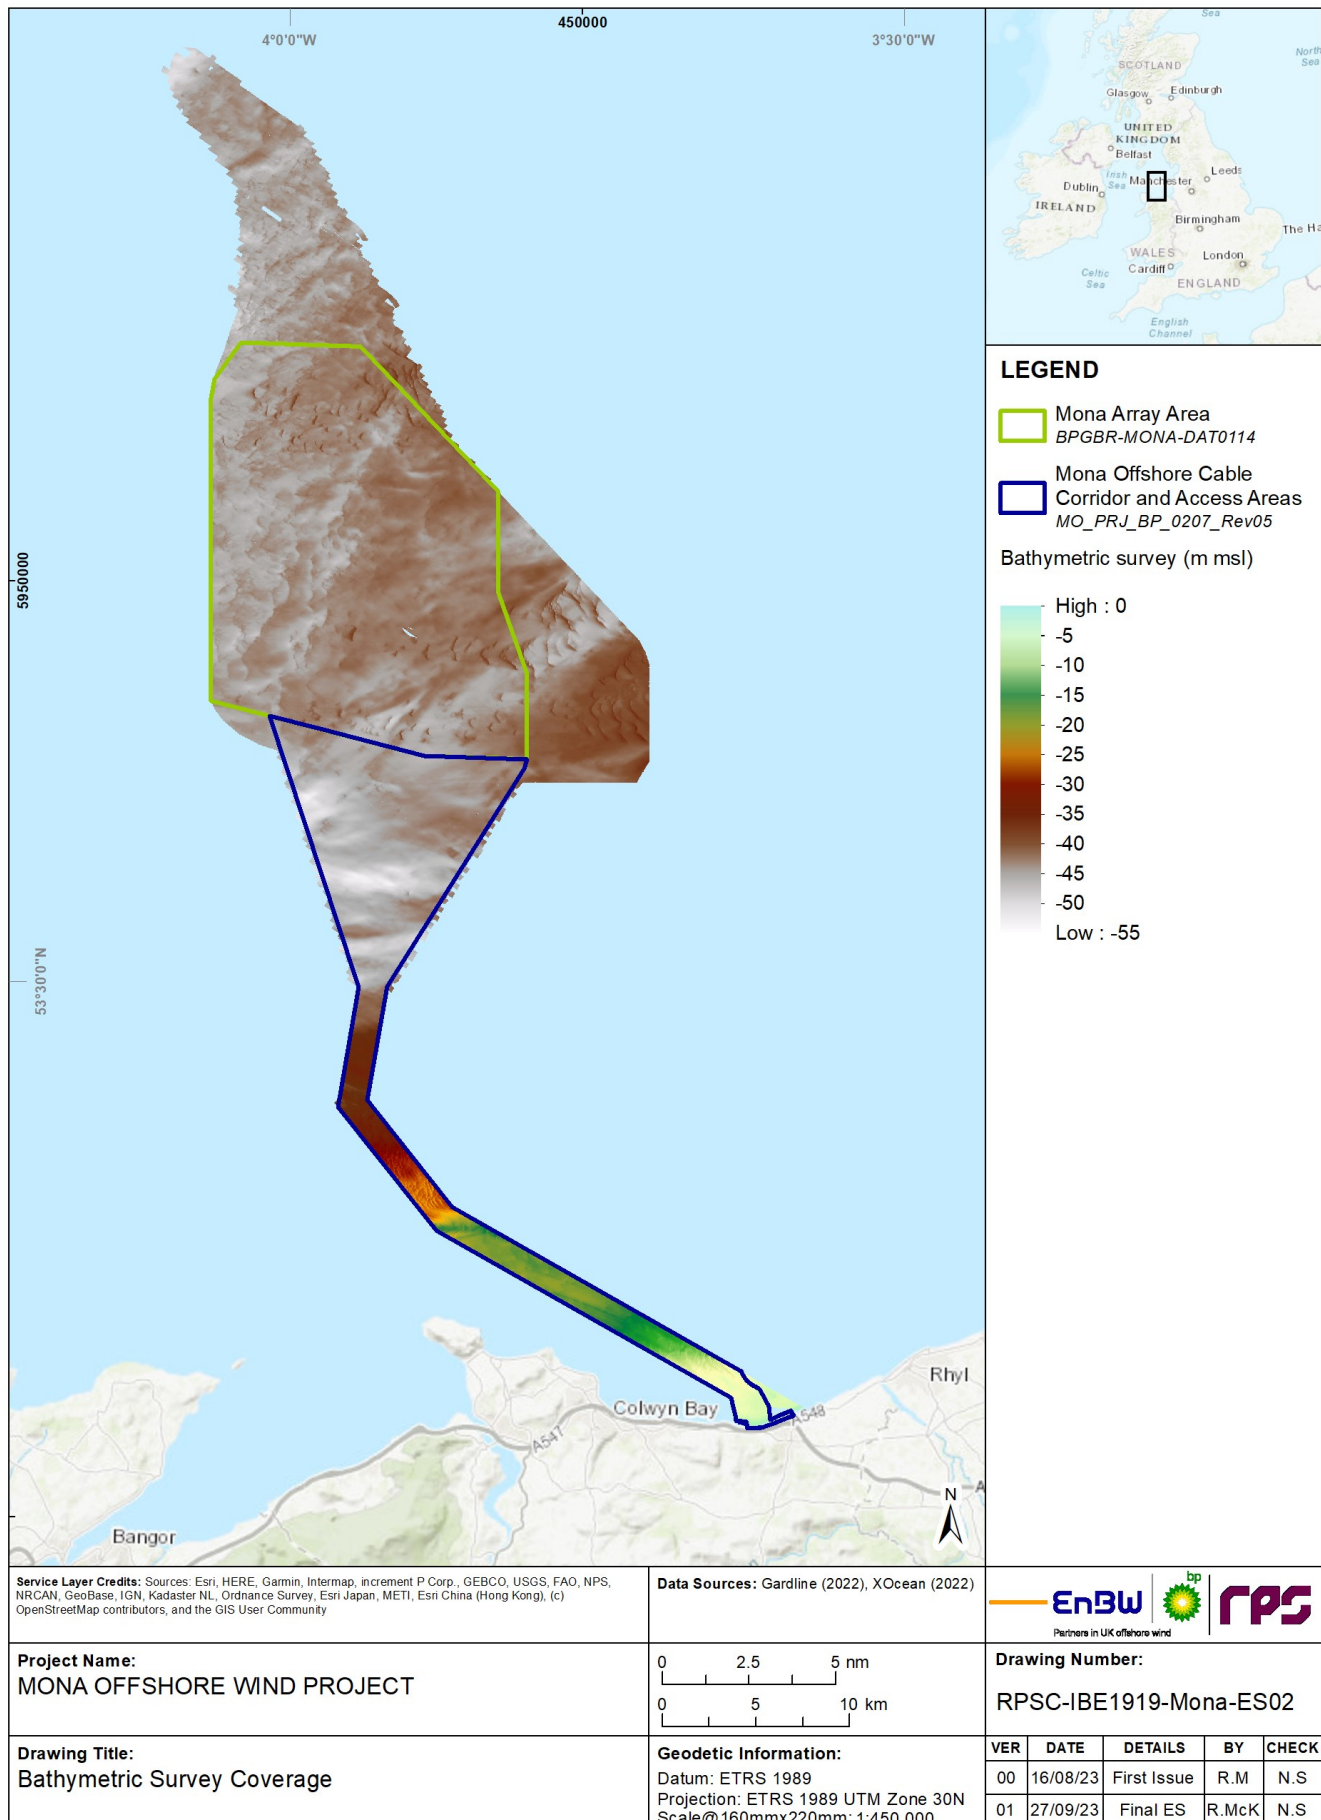 450000
4°0'0"W
3°30'0"W
5950000
53°30'0"N
Colwyn Bay
Rhyl
A548
A547
Bangor
N
Sea
North
Sea
SCOTLAND
Glasgow
Edinburgh
UNITED
KINGDOM
Belfast
Irish
Sea
Manchester
Leeds
Dublin
IRELAND
Birmingham
The Ha
WALES
London
Cardiff
Celtic
Sea
ENGLAND
English
Channel
LEGEND
Mona Array Area
BPGBR-MONA-DAT0114
Mona Offshore Cable
Corridor and Access Areas
MO_PRJ_BP_0207_Rev05
Bathymetric survey (m msl)
High : 0
-5
-10
-15
-20
-25
-30
-35
-40
-45
-50
Low : -55
Service Layer Credits: Sources: Esri, HERE, Garmin, Intermap, increment P Corp., GEBCO, USGS, FAO, NPS,
NRCAN, GeoBase, IGN, Kadaster NL, Ordnance Survey, Esri Japan, METI, Esri China (Hong Kong), (c)
OpenStreetMap contributors, and the GIS User Community
Data Sources: Gardline (2022), XOcean (2022)
EnBW
bp
rps
Partners in UK offshore wind
Project Name:
MONA OFFSHORE WIND PROJECT
0 2.5 5 nm
0 5 10 km
Drawing Number:
RPSC-IBE1919-Mona-ES02
Drawing Title:
Bathymetric Survey Coverage
Geodetic Information:
Datum: ETRS 1989
Projection: ETRS 1989 UTM Zone 30N
Scale@160mmx220mm: 1:450,000
VER DATE DETAILS BY CHECK
00 16/08/23 First Issue R.M N.S
01 27/09/23 Final ES R.McK N.S